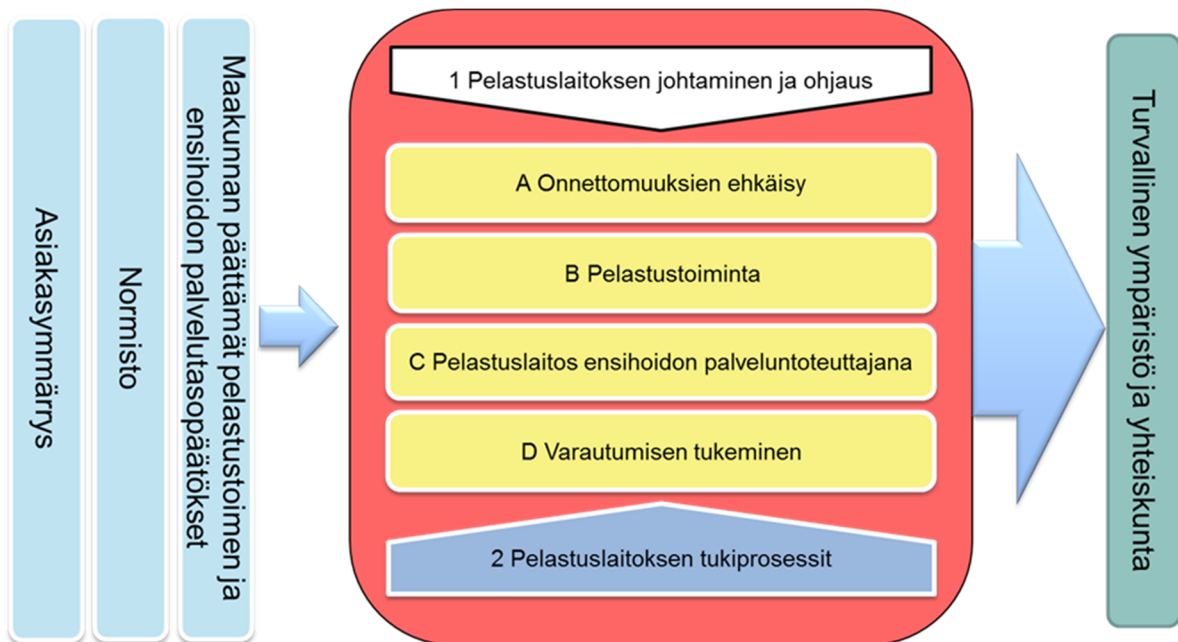 Asiakasymmärrys
Normisto
Maakunnan päättämät pelastustoimen ja
ensihoidon palvelutasopäätökset
1 Pelastuslaitoksen johtaminen ja ohjaus
A Onnettomuuksien ehkäisy
B Pelastustoiminta
C Pelastuslaitos ensihoidon palveluntoteuttajana
D Varautumisen tukeminen
2 Pelastuslaitoksen tukiprosessit
Turvallinen ympäristö ja yhteiskunta